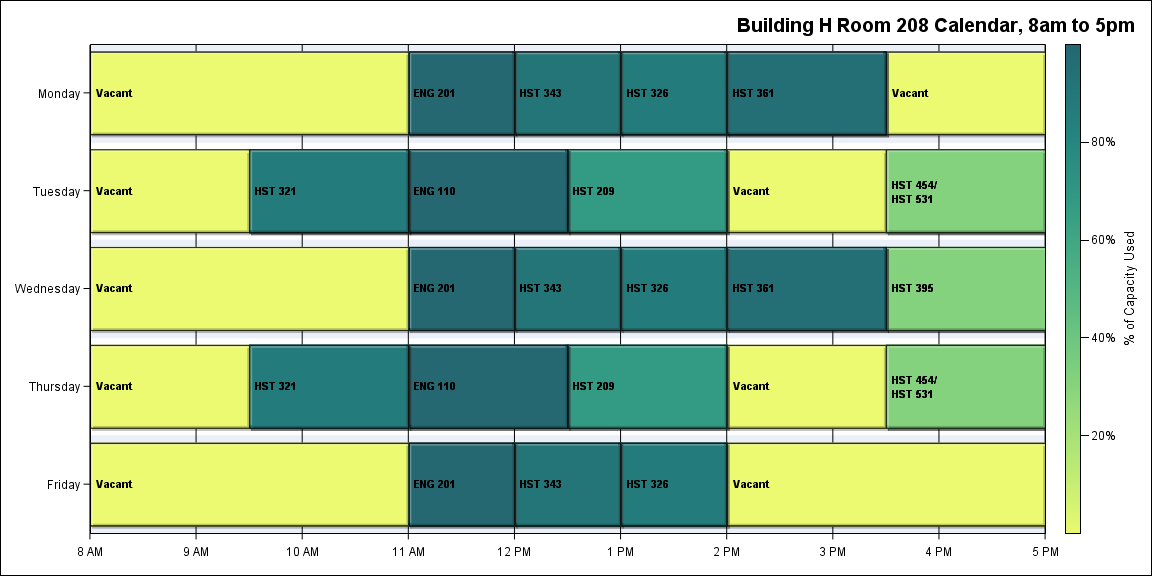 Building H Room 208 Calendar, 8am to 5pm
Monday
Vacant
ENG 201
HST 343
HST 326
HST 361
Vacant
Tuesday
Vacant
HST 321
ENG 110
HST 209
Vacant
HST 454/
HST 531
Wednesday
Vacant
ENG 201
HST 343
HST 326
HST 361
HST 395
Thursday
Vacant
HST 321
ENG 110
HST 209
Vacant
HST 454/
HST 531
Friday
Vacant
ENG 201
HST 343
HST 326
Vacant
8 AM
9 AM
10 AM
11 AM
12 PM
1 PM
2 PM
3 PM
4 PM
5 PM
80%
60%
40%
20%
% of Capacity Used